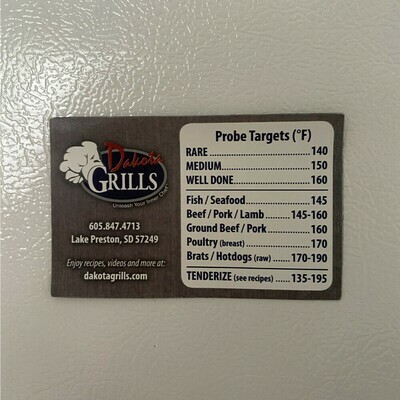 Dakota
GRILLS
Unleash Your Inner Chef
605.847.4713
Lake Preston, SD 57249
Enjoy recipes, videos and more at:
dakotagrills.com
Probe Targets (°F)
RARE 140
MEDIUM 150
WELL DONE 160
Fish / Seafood 145
Beef / Pork / Lamb 145-160
Ground Beef / Pork 160
Poultry (breast) 170
Brats / Hotdogs (raw) 170-190
TENDERIZE (see recipes) 135-195